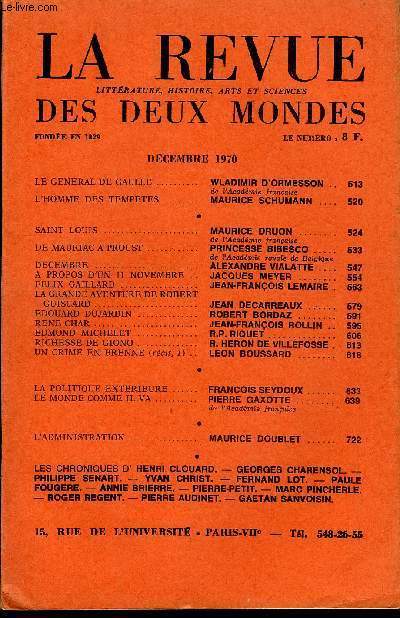 Le-livre.com
LA REVUE
LITTÉRATURE, HISTOIRE, ARTS ET SCIENCES
DES DEUX MONDES
FONDÉE EN 1829 LE NUMÉRO : 8 F.
DÉCEMBRE 1970
LE GÉNÉRAL DE GAULLE .......... WLADIMIR D'ORMESSON .. 513
de l'Académie française
L'HOMME DES TEMPÊTES MAURICE SCHUMANN .... 520
SAINT LOUIS .......... MAURICE DRUON ........ 524
de l'Académie française
DE MAURIAC A PROUST .......... PRINCESSE BIBESCO .... 533
de l'Académie royale de Belgique
DÉCEMBRE .......... ALEXANDRE VIALATTE .... 547
A PROPOS D'UN 11 NOVEMBRE JACQUES MEYER ........ 554
FÉLIX GAILLARD .......... JEAN-FRANÇOIS LEMAIRE . 563
LA GRANDE AVENTURE DE ROBERT
GUISCARD .......... JEAN DECARREAUX ...... 579
EDOUARD DUJARDIN .......... ROBERT BORDAZ ........ 591
RENÉ CHAR .......... JEAN-FRANÇOIS ROLLIN .. 595
EDMOND MICHELET .......... R.P. RIQUET .......... 606
RICHESSE DE GIONO .......... R. HERON DE VILLEFOSSE . 613
UN CRIME EN BRENNE (récit, I) .. LEON BOUSSARD ........ 618
LA POLITIQUE EXTÉRIEURE ...... FRANÇOIS SEYDOUX ..... 633
LE MONDE COMME IL VA .......... PIERRE GAXOTTE ....... 639
de l'Académie française
L'ADMINISTRATION .......... MAURICE DOUBLET ...... 722
LES CHRONIQUES D' HENRI CLOUARD. — GEORGES CHARENSOL. —
PHILIPPE SENART. — YVAN CHRIST. — FERNAND LOT. — PAULE
FOUGÈRE. — ANNIE BRIERRE. — PIERRE-PETIT. — MARC PINCHERLE.
— ROGER REGENT. — PIERRE AUDINET. — GAETAN SANVOISIN.
15, RUE DE L'UNIVERSITÉ - PARIS-VIIe — Tél. 548-26-55